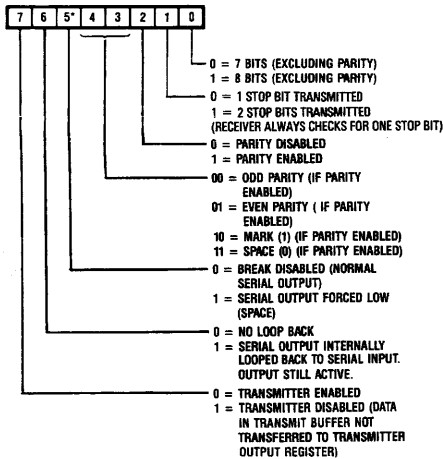 7 6 5* 4 3 2 1 0
0 = 7 BITS (EXCLUDING PARITY)
1 = 8 BITS (EXCLUDING PARITY)
0 = 1 STOP BIT TRANSMITTED
1 = 2 STOP BITS TRANSMITTED
(RECEIVER ALWAYS CHECKS FOR ONE STOP BIT)
0 = PARITY DISABLED
1 = PARITY ENABLED
00 = ODD PARITY (IF PARITY
ENABLED)
01 = EVEN PARITY ( IF PARITY
ENABLED)
10 = MARK (1) (IF PARITY ENABLED)
11 = SPACE (0) (IF PARITY ENABLED)
0 = BREAK DISABLED (NORMAL
SERIAL OUTPUT)
1 = SERIAL OUTPUT FORCED LOW
(SPACE)
0 = NO LOOP BACK
1 = SERIAL OUTPUT INTERNALLY
LOOPED BACK TO SERIAL INPUT.
OUTPUT STILL ACTIVE.
0 = TRANSMITTER ENABLED
1 = TRANSMITTER DISABLED (DATA
IN TRANSMIT BUFFER NOT
TRANSFERRED TO TRANSMITTER
OUTPUT REGISTER)